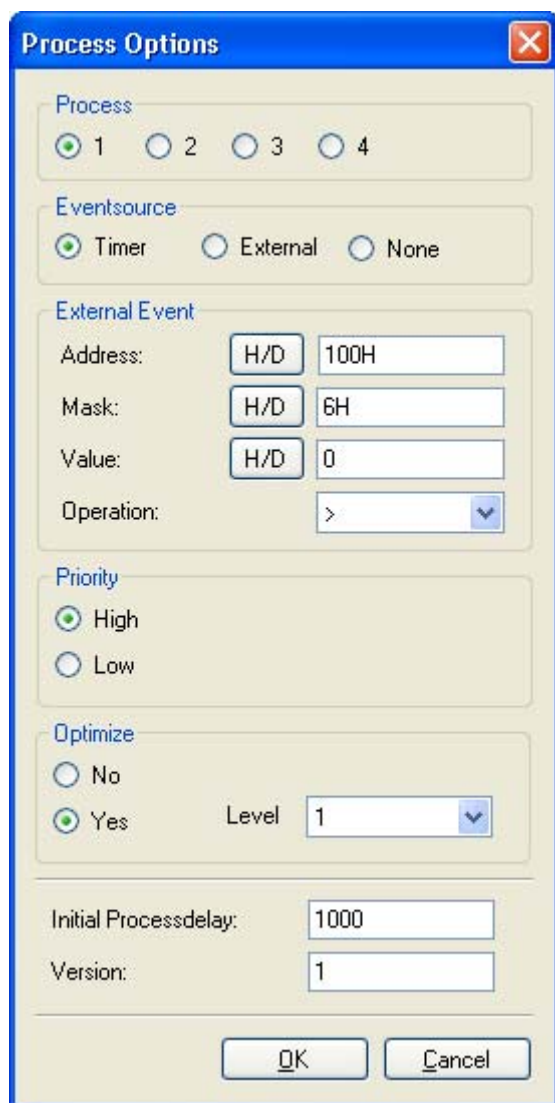 Process Options
Process
1 2 3 4
Eventsource
Timer External None
External Event
Address: H/D 100H
Mask: H/D 6H
Value: H/D 0
Operation: >
Priority
High
Low
Optimize
No
Yes Level 1
Initial Processdelay: 1000
Version: 1
OK Cancel